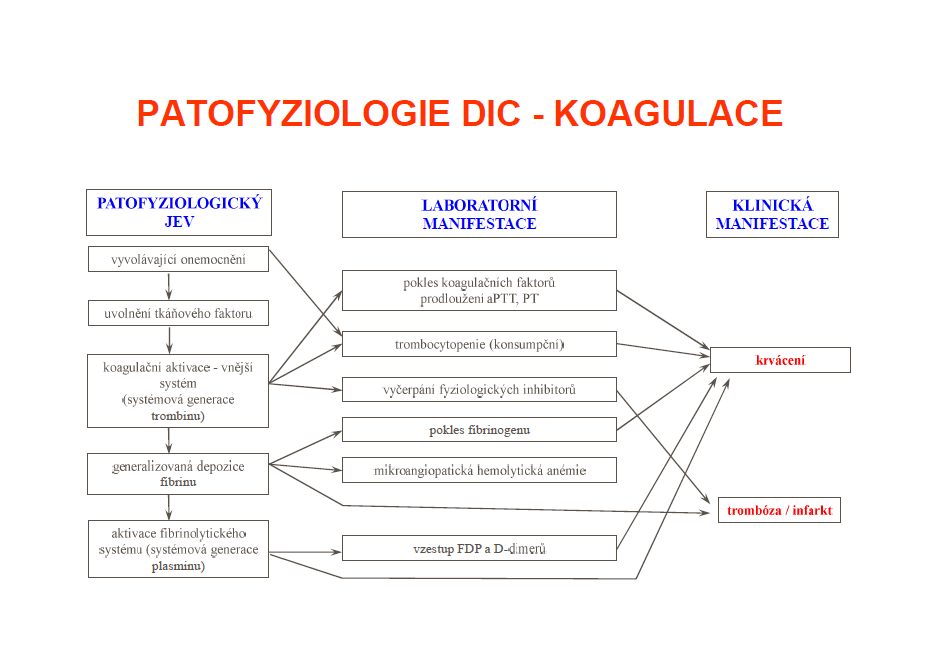 PATOFYZIOLOGIE DIC - KOAGULACE
PATOFYZIOLOGICKÝ
JEV
vyvolávající onemocnění
uvolnění tkáňového faktoru
koagulační aktivace - vnější
systém
(systémová generace
trombinu)
generalizovaná depozice
fibrinu
aktivace fibrinolytického
systému (systémová generace
plasminu)
LABORATORNÍ
MANIFESTACE
pokles koagulačních faktorů
prodloužení aPTT, PT
trombocytopenie (konsumpční)
vyčerpání fyziologických inhibitorů
pokles fibrinogenu
mikroangiopatická hemolytická anémie
vzestup FDP a D-dimerů
KLINICKÁ
MANIFESTACE
krvácení
trombóza / infarkt